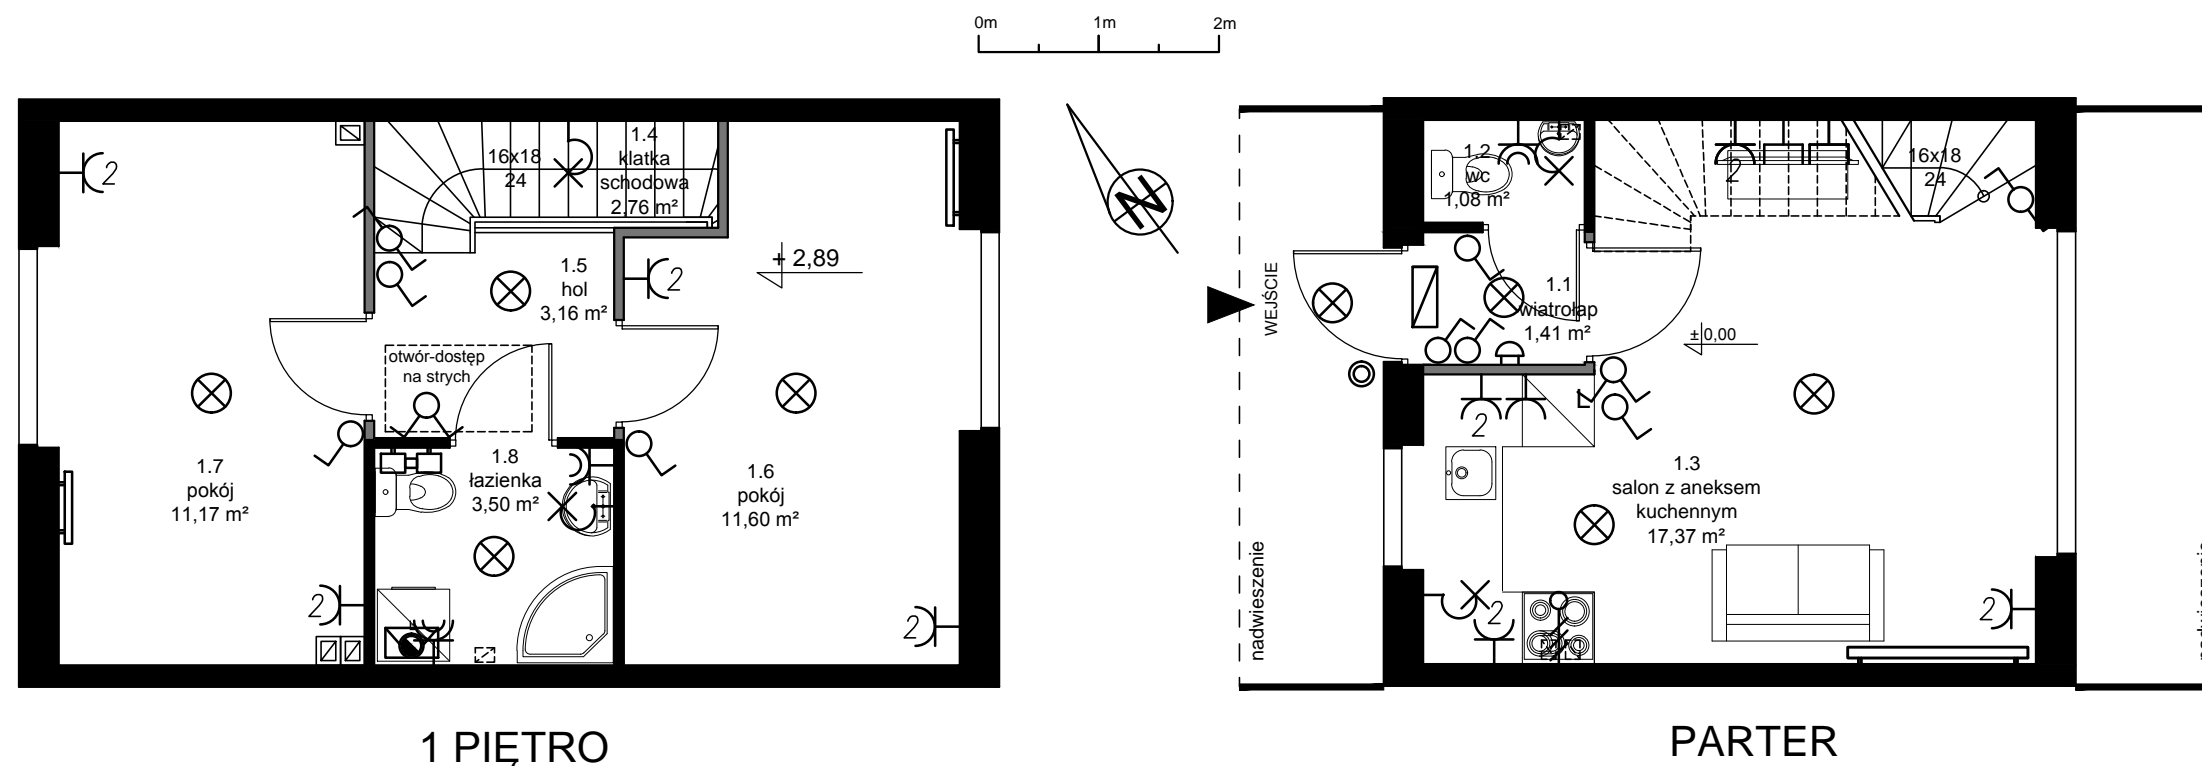 0m 1m 2m
1.4
klatka
schodowa
2,76 m²
16x18
24
2
+ 2,89
1.5
hol
3,16 m²
2
otwór-dostęp
na strych
1.7
pokój
11,17 m²
1.8
łazienka
3,50 m²
1.6
pokój
11,60 m²
2
2
1 PIĘTRO
N
WEJŚCIE
nadwieszenie
1.2
wc
1,08 m²
2
16x18
24
1.1
wiatrołap
1,41 m²
±0,00
L
2
1.3
salon z aneksem
kuchennym
17,37 m²
2
2
nadwieszenie
PARTER